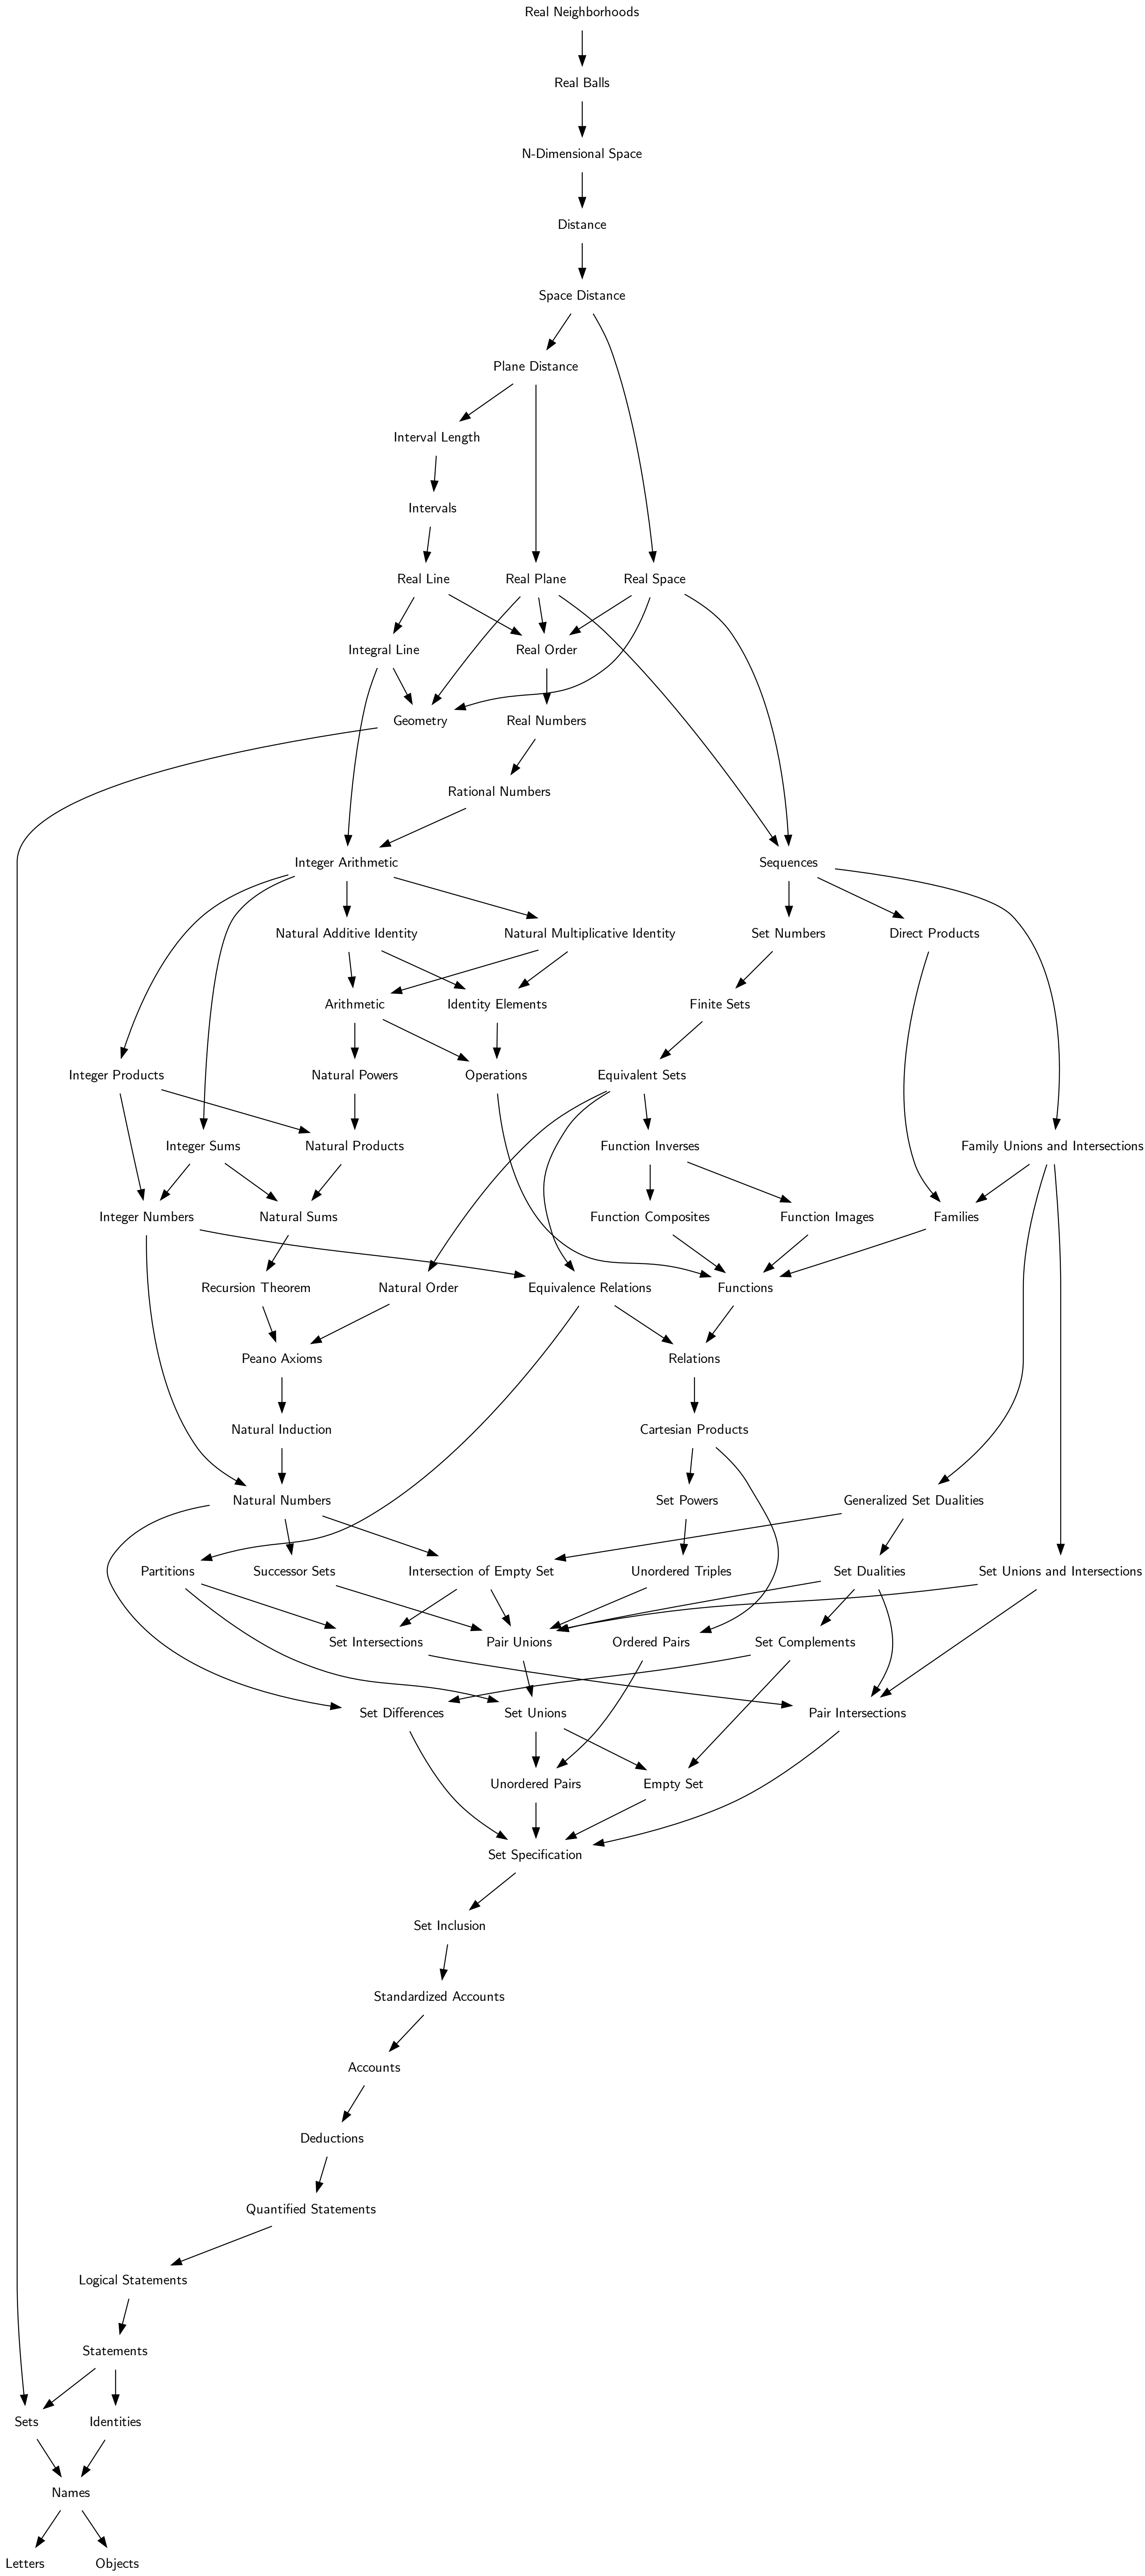 Real Neighborhoods
Real Balls
N-Dimensional Space
Distance
Space Distance
Plane Distance
Interval Length
Intervals
Real Line
Real Plane
Real Space
Integral Line
Real Order
Geometry
Real Numbers
Rational Numbers
Integer Arithmetic
Sequences
Natural Additive Identity
Natural Multiplicative Identity
Set Numbers
Direct Products
Arithmetic
Identity Elements
Finite Sets
Integer Products
Natural Powers
Operations
Equivalent Sets
Integer Sums
Natural Products
Function Inverses
Family Unions and Intersections
Integer Numbers
Natural Sums
Function Composites
Function Images
Families
Recursion Theorem
Natural Order
Equivalence Relations
Functions
Peano Axioms
Relations
Natural Induction
Cartesian Products
Natural Numbers
Set Powers
Generalized Set Dualities
Partitions
Successor Sets
Intersection of Empty Set
Unordered Triples
Set Dualities
Set Unions and Intersections
Set Intersections
Pair Unions
Ordered Pairs
Set Complements
Set Differences
Set Unions
Pair Intersections
Unordered Pairs
Empty Set
Set Specification
Set Inclusion
Standardized Accounts
Accounts
Deductions
Quantified Statements
Logical Statements
Statements
Sets
Identities
Names
Letters
Objects